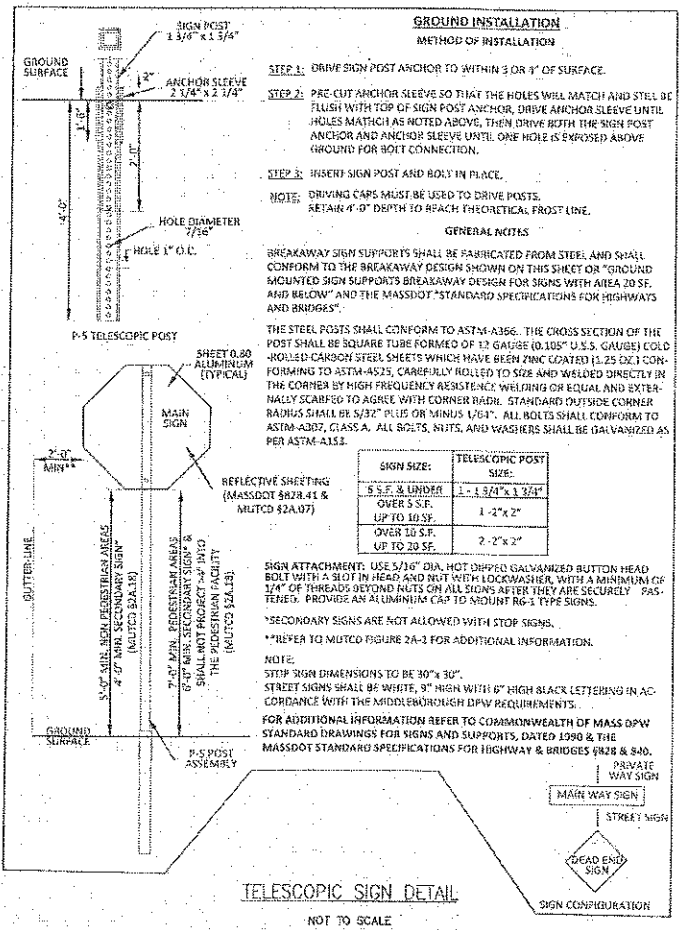 SIGN POST
1 3/4" x 1 3/4"
GROUND
SURFACE
2"
ANCHOR SLEEVE
2 1/4" x 2 1/4"
1'-6"
2'-0"
4'-0"
HOLE DIAMETER
7/16"
HOLE 1" O.C.
P-5 TELESCOPIC POST
SHEET 0.80
ALUMINUM
(TYPICAL)
MAIN
SIGN
2'-0"
MIN**
REFLECTIVE SHEETING
(MASSDOT §828.41 &
MUTCD §2A.07)
GUTTER-LINE
5'-0" MIN. NON PEDESTRIAN AREAS
4'-0" MIN. SECONDARY SIGN*
(MUTCD §2A.18)
7'-0" MIN. PEDESTRIAN AREAS
6'-0" MIN. SECONDARY SIGN* &
SHALL NOT PROJECT >4" INTO
THE PEDESTRIAN FACILITY
(MUTCD §2A.18)
GROUND
SURFACE
P-5 POST
ASSEMBLY
GROUND INSTALLATION
METHOD OF INSTALLATION
STEP 1: DRIVE SIGN POST ANCHOR TO WITHIN 3 OR 4" OF SURFACE.
STEP 2: PRE-CUT ANCHOR SLEEVE SO THAT THE HOLES WILL MATCH AND STILL BE
FLUSH WITH TOP OF SIGN POST ANCHOR, DRIVE ANCHOR SLEEVE UNTIL
HOLES MATHCH AS NOTED ABOVE, THEN DRIVE BOTH THE SIGN POST
ANCHOR AND ANCHOR SLEEVE UNTIL ONE HOLE IS EXPOSED ABOVE
GROUND FOR BOLT CONNECTION.
STEP 3: INSERT SIGN POST AND BOLT IN PLACE.
NOTE: DRIVING CAPS MUST BE USED TO DRIVE POSTS.
RETAIN 4'-0" DEPTH TO REACH THEORETICAL FROST LINE.
GENERAL NOTES
BREAKAWAY SIGN SUPPORTS SHALL BE FABRICATED FROM STEEL AND SHALL
CONFORM TO THE BREAKAWAY DESIGN SHOWN ON THIS SHEET OR "GROUND
MOUNTED SIGN SUPPORTS BREAKAWAY DESIGN FOR SIGNS WITH AREA 20 SF.
AND BELOW" AND THE MASSDOT "STANDARD SPECIFICATIONS FOR HIGHWAYS
AND BRIDGES".
THE STEEL POSTS SHALL CONFORM TO ASTM-A366. THE CROSS SECTION OF THE
POST SHALL BE SQUARE TUBE FORMED OF 12 GAUGE (0.105" U.S.S. GAUGE) COLD
-ROLLED CARBON STEEL SHEETS WHICH HAVE BEEN ZINC COATED (1.25 OZ.) CON-
FORMING TO ASTM-A525, CAREFULLY ROLLED TO SIZE AND WELDED DIRECTLY IN
THE CORNER BY HIGH FREQUENCY RESISTENCE WELDING OR EQUAL AND EXTER-
NALLY SCARFED TO AGREE WITH CORNER RADII. STANDARD OUTSIDE CORNER
RADIUS SHALL BE 5/32" PLUS OR MINUS 1/64". ALL BOLTS SHALL CONFORM TO
ASTM-A307, CLASS A. ALL BOLTS, NUTS, AND WASHERS SHALL BE GALVANIZED AS
PER ASTM-A153.
SIGN SIZE: TELESCOPIC POST
SIZE:
5 S.F. & UNDER 1 - 1 3/4" x 1 3/4"
OVER 5 S.F.
UP TO 10 SF. 1 -2"x 2"
OVER 10 S.F.
UP TO 20 SF. 2 -2"x 2"
SIGN ATTACHMENT: USE 5/16" DIA. HOT DIPPED GALVANIZED BUTTON HEAD
BOLT WITH A SLOT IN HEAD AND NUT WITH LOCKWASHER, WITH A MINIMUM OF
1/4" OF THREADS BEYOND NUTS ON ALL SIGNS AFTER THEY ARE SECURELY FAS-
TENED. PROVIDE AN ALUMINUM CAP TO MOUNT R6-1 TYPE SIGNS.
*SECONDARY SIGNS ARE NOT ALLOWED WITH STOP SIGNS.
**REFER TO MUTCD FIGURE 2A-2 FOR ADDITIONAL INFORMATION.
NOTE:
STOP SIGN DIMENSIONS TO BE 30"x 30".
STREET SIGNS SHALL BE WHITE, 9" HIGH WITH 6" HIGH BLACK LETTERING IN AC-
CORDANCE WITH THE MIDDLEBOROUGH DPW REQUIREMENTS.
FOR ADDITIONAL INFORMATION REFER TO COMMONWEALTH OF MASS DPW
STANDARD DRAWINGS FOR SIGNS AND SUPPORTS, DATED 1990 & THE
MASSDOT STANDARD SPECIFICATIONS FOR HIGHWAY & BRIDGES §828 & 840.
PRIVATE
WAY SIGN
MAIN WAY SIGN
STREET SIGN
DEAD END
SIGN
SIGN CONFIGURATION
TELESCOPIC SIGN DETAIL
NOT TO SCALE